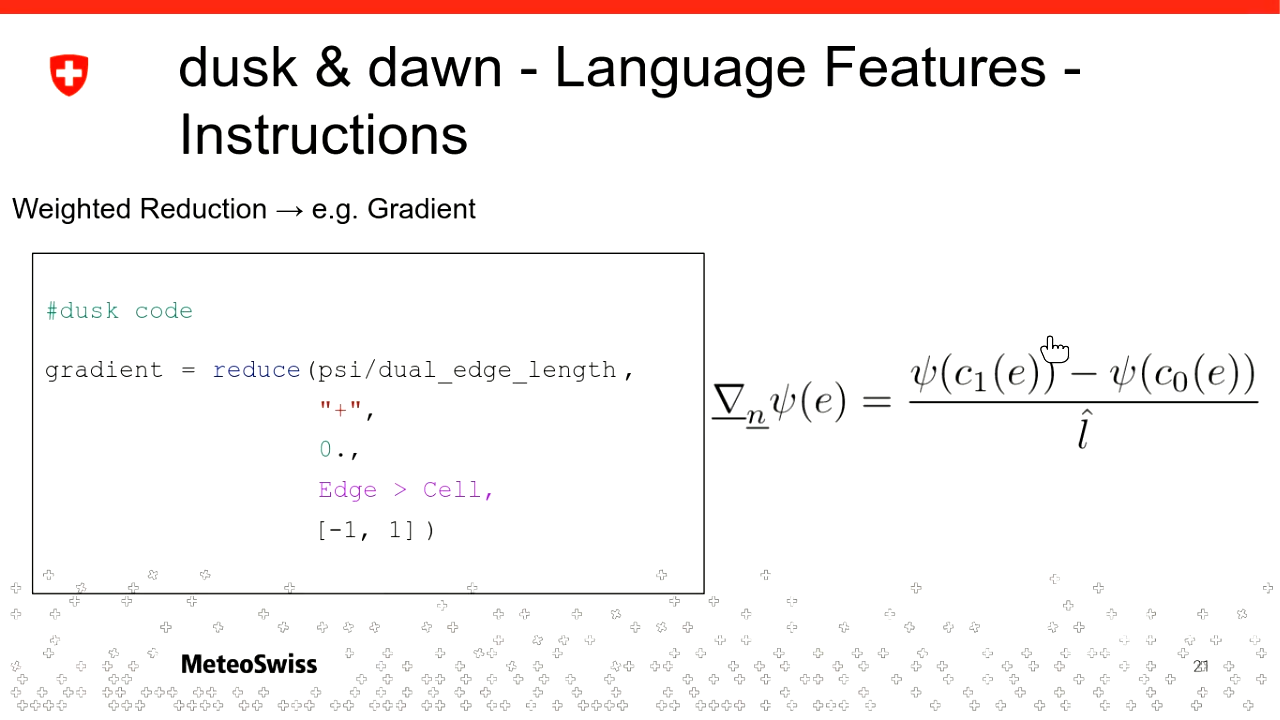 dusk & dawn - Language Features -
Instructions
Weighted Reduction → e.g. Gradient
#dusk code
gradient = reduce(psi/dual_edge_length,
"+",
0.,
Edge > Cell,
[-1, 1])
∇_n ψ(e) = (ψ(c_1(e)) − ψ(c_0(e))) / l̂
MeteoSwiss